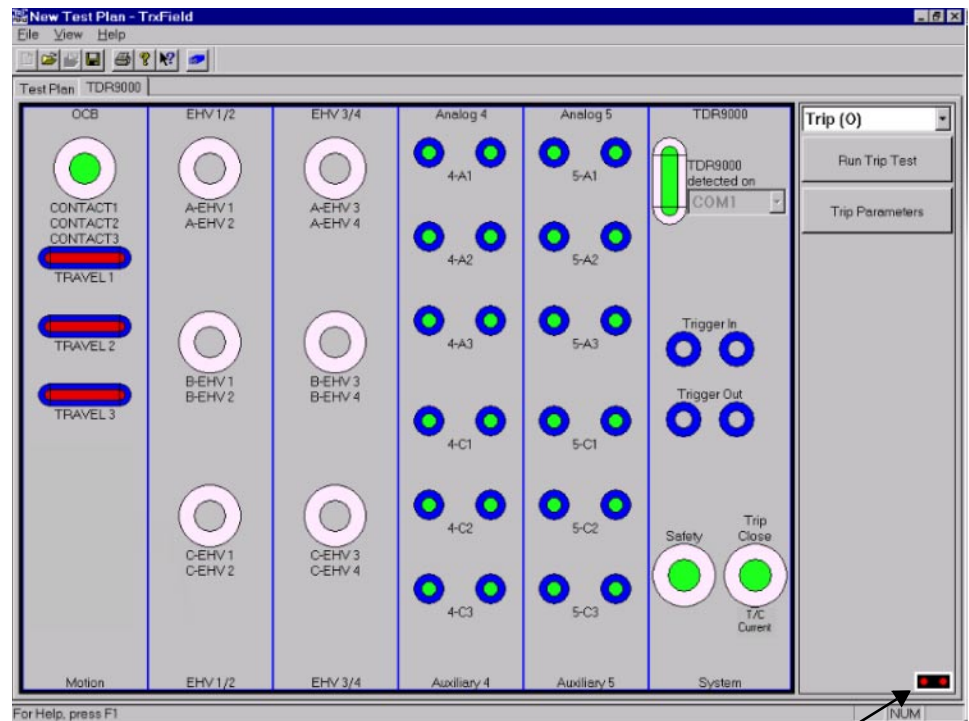 New Test Plan - TrxField
File View Help
Test Plan TDR9000
OCB
CONTACT1
CONTACT2
CONTACT3
TRAVEL 1
TRAVEL 2
TRAVEL 3
Motion
EHV 1/2
A-EHV 1
A-EHV 2
B-EHV 1
B-EHV 2
C-EHV 1
C-EHV 2
EHV 1/2
EHV 3/4
A-EHV 3
A-EHV 4
B-EHV 3
B-EHV 4
C-EHV 3
C-EHV 4
EHV 3/4
Analog 4
4-A1
4-A2
4-A3
4-C1
4-C2
4-C3
Auxiliary 4
Analog 5
5-A1
5-A2
5-A3
5-C1
5-C2
5-C3
Auxiliary 5
TDR9000
TDR9000
detected on
COM1
Trigger In
Trigger Out
Safety
Trip
Close
T/C
Current
System
Trip (O)
Run Trip Test
Trip Parameters
For Help, press F1
NUM